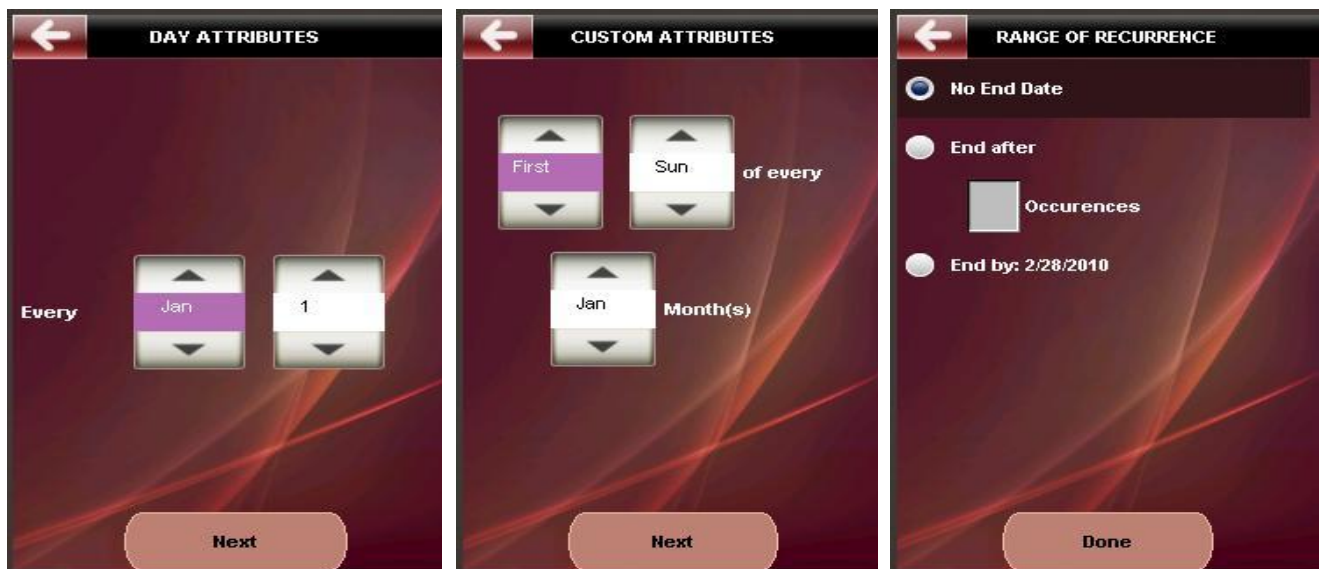 DAY ATTRIBUTES
Every
Jan
1
Next
CUSTOM ATTRIBUTES
First
Sun
of every
Jan
Month(s)
Next
RANGE OF RECURRENCE
No End Date
End after
Occurences
End by: 2/28/2010
Done